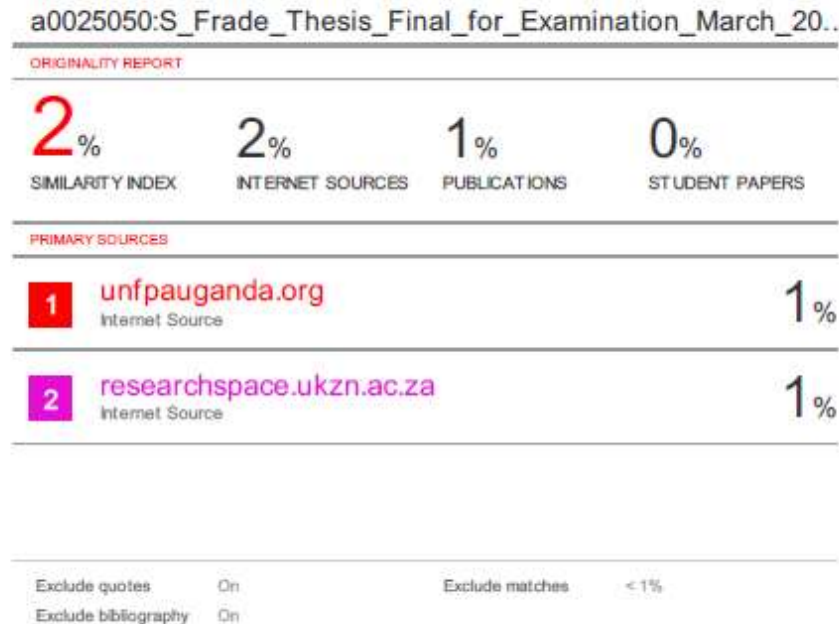 a0025050:S_Frade_Thesis_Final_for_Examination_March_20..
ORIGINALITY REPORT
2% 2% 1% 0%
SIMILARITY INDEX INTERNET SOURCES PUBLICATIONS STUDENT PAPERS
PRIMARY SOURCES
1 unfpauganda.org 1%
Internet Source
2 researchspace.ukzn.ac.za 1%
Internet Source
Exclude quotes On Exclude matches < 1%
Exclude bibliography On